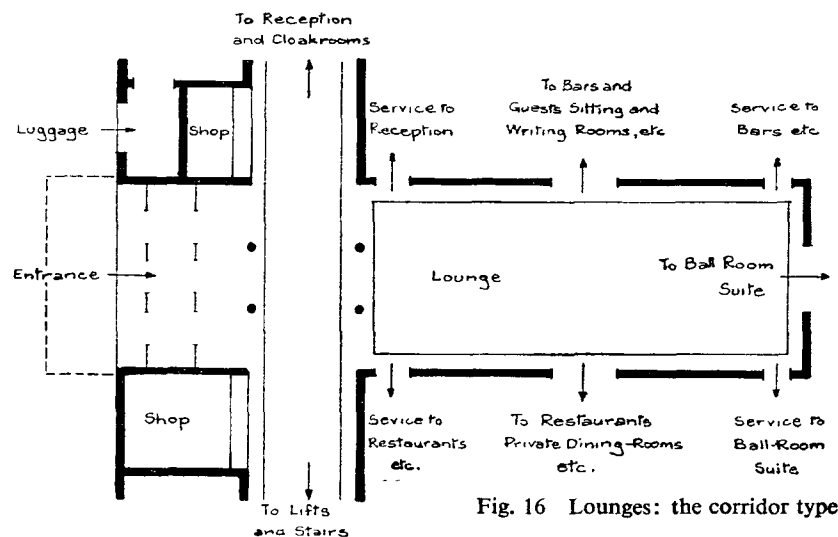 To Reception
and Cloakrooms
To Bars and
Guests Sitting and
Writing Rooms, etc
Service to
Reception
Service to
Bars etc
Luggage
Shop
Entrance
Lounge
To Ball Room
Suite
Shop
Sevice to
Restaurants
etc.
To Restaurants
Private Dining-Rooms
etc.
Service to
Ball-Room
Suite
To Lifts
and Stairs
Fig. 16 Lounges: the corridor type